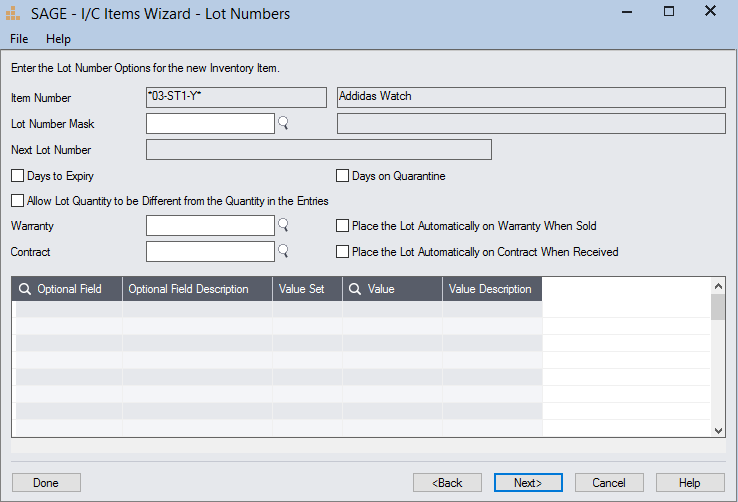 SAGE - I/C Items Wizard - Lot Numbers
File Help
Enter the Lot Number Options for the new Inventory Item.
Item Number *03-ST1-Y* Addidas Watch
Lot Number Mask
Next Lot Number
Days to Expiry Days on Quarantine
Allow Lot Quantity to be Different from the Quantity in the Entries
Warranty Place the Lot Automatically on Warranty When Sold
Contract Place the Lot Automatically on Contract When Received
Optional Field Optional Field Description Value Set Value Value Description
Done <Back Next> Cancel Help